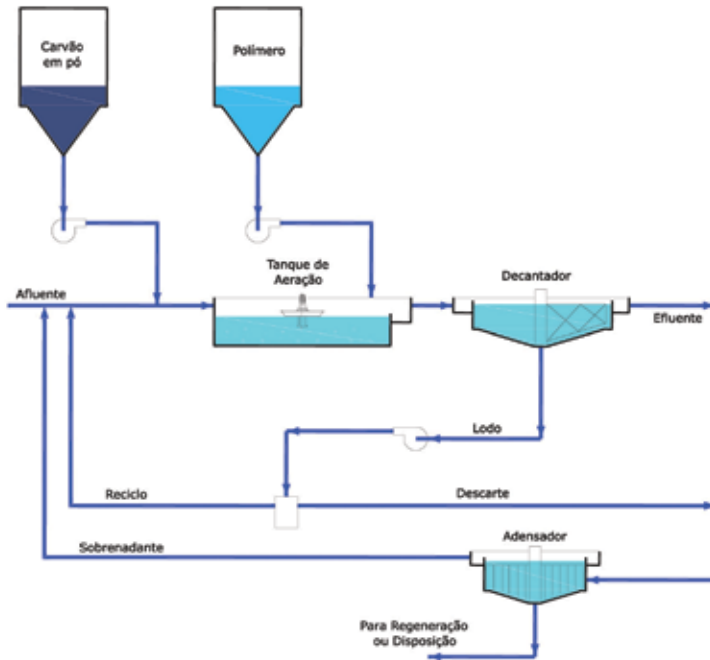 Carvão
em pó
Polímero
Tanque de
Aeração
Decantador
Afluente
Efluente
Lodo
Reciclo
Descarte
Sobrenadante
Adensador
Para Regeneração
ou Disposição